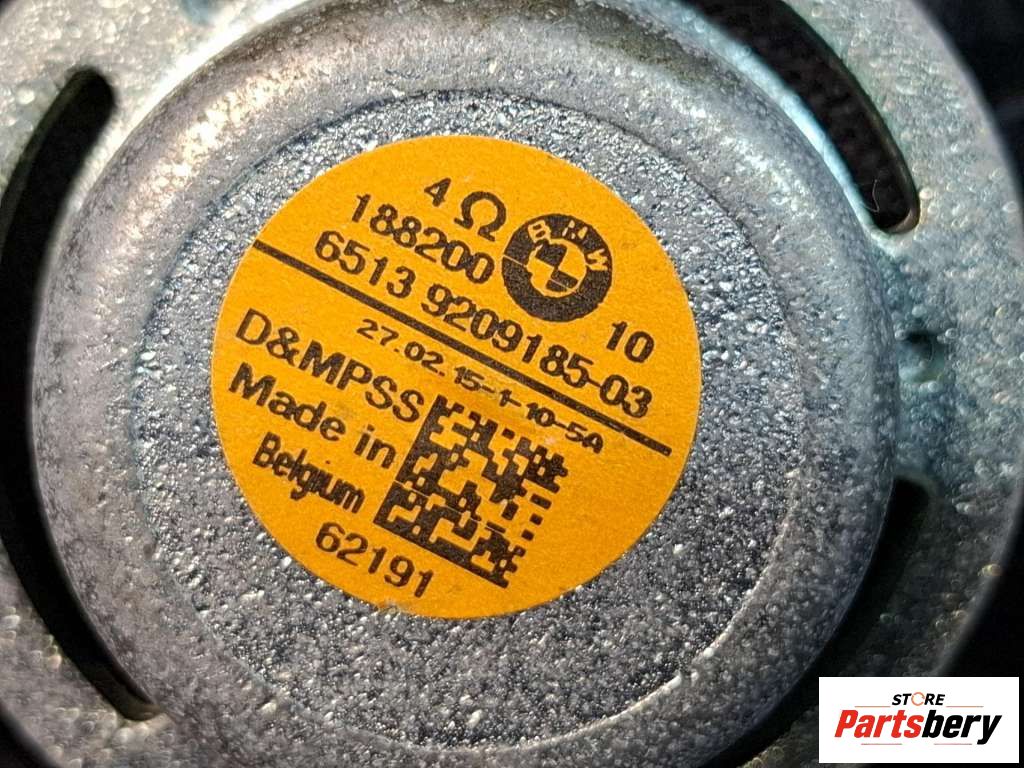 4 Ω
BMW
188200
10
6513 9209185-03
27.02.15-1-10-5A
D&MPSS
Made in
Belgium
62191
STORE
Partsbery